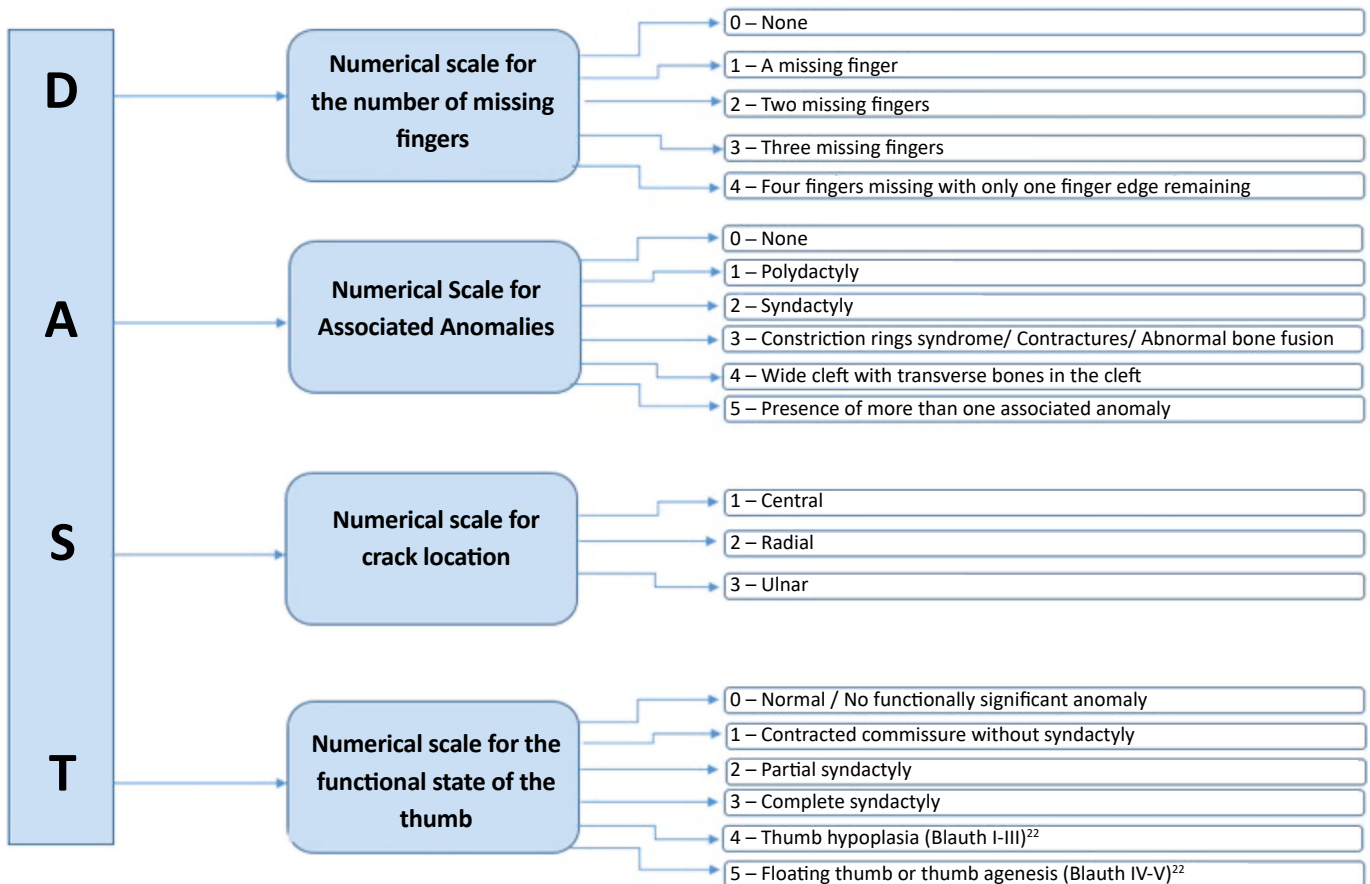 D
Numerical scale for
the number of missing
fingers
0 – None
1 – A missing finger
2 – Two missing fingers
3 – Three missing fingers
4 – Four fingers missing with only one finger edge remaining
A
Numerical Scale for
Associated Anomalies
0 – None
1 – Polydactyly
2 – Syndactyly
3 – Constriction rings syndrome/ Contractures/ Abnormal bone fusion
4 – Wide cleft with transverse bones in the cleft
5 – Presence of more than one associated anomaly
S
Numerical scale for
crack location
1 – Central
2 – Radial
3 – Ulnar
T
Numerical scale for the
functional state of the
thumb
0 – Normal / No functionally significant anomaly
1 – Contracted commissure without syndactyly
2 – Partial syndactyly
3 – Complete syndactyly
4 – Thumb hypoplasia (Blauth I-III)²²
5 – Floating thumb or thumb agenesis (Blauth IV-V)²²